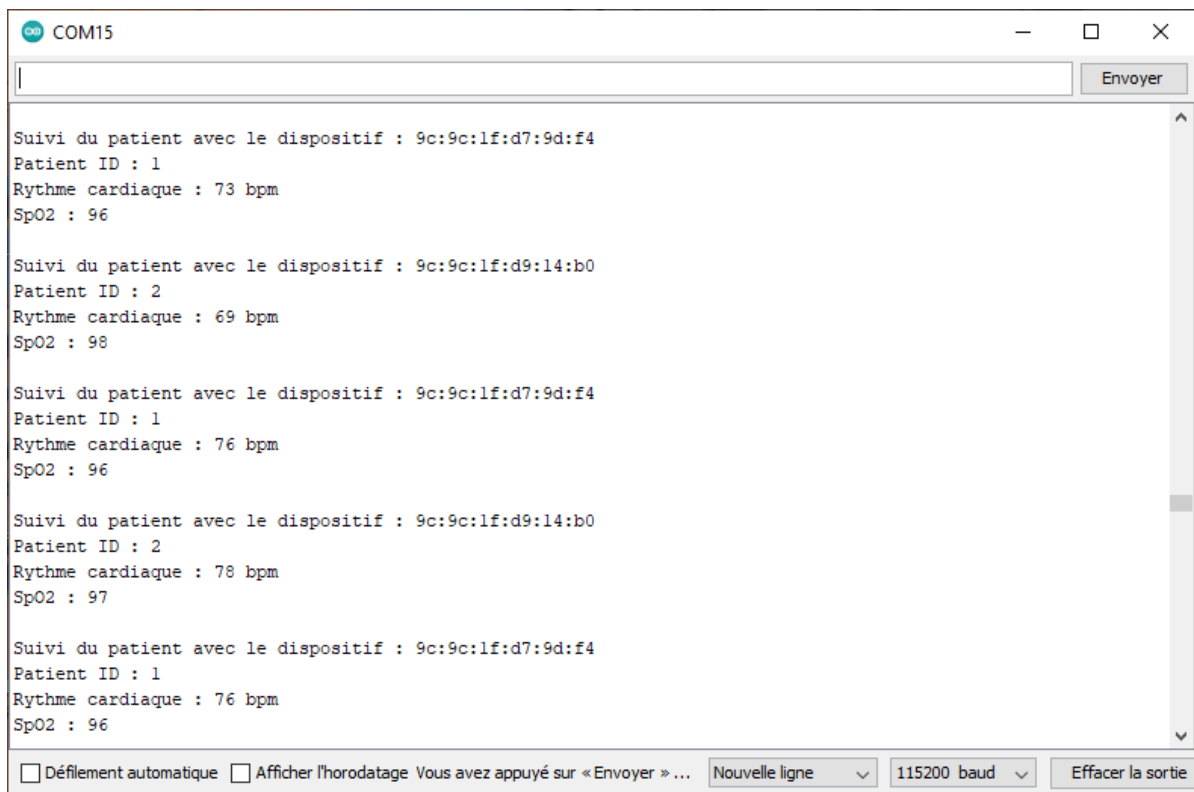 COM15
Envoyer
Suivi du patient avec le dispositif : 9c:9c:1f:d7:9d:f4
Patient ID : 1
Rythme cardiaque : 73 bpm
SpO2 : 96
Suivi du patient avec le dispositif : 9c:9c:1f:d9:14:b0
Patient ID : 2
Rythme cardiaque : 69 bpm
SpO2 : 98
Suivi du patient avec le dispositif : 9c:9c:1f:d7:9d:f4
Patient ID : 1
Rythme cardiaque : 76 bpm
SpO2 : 96
Suivi du patient avec le dispositif : 9c:9c:1f:d9:14:b0
Patient ID : 2
Rythme cardiaque : 78 bpm
SpO2 : 97
Suivi du patient avec le dispositif : 9c:9c:1f:d7:9d:f4
Patient ID : 1
Rythme cardiaque : 76 bpm
SpO2 : 96
Défilement automatique Afficher l'horodatage Vous avez appuyé sur « Envoyer » ... Nouvelle ligne 115200 baud Effacer la sortie